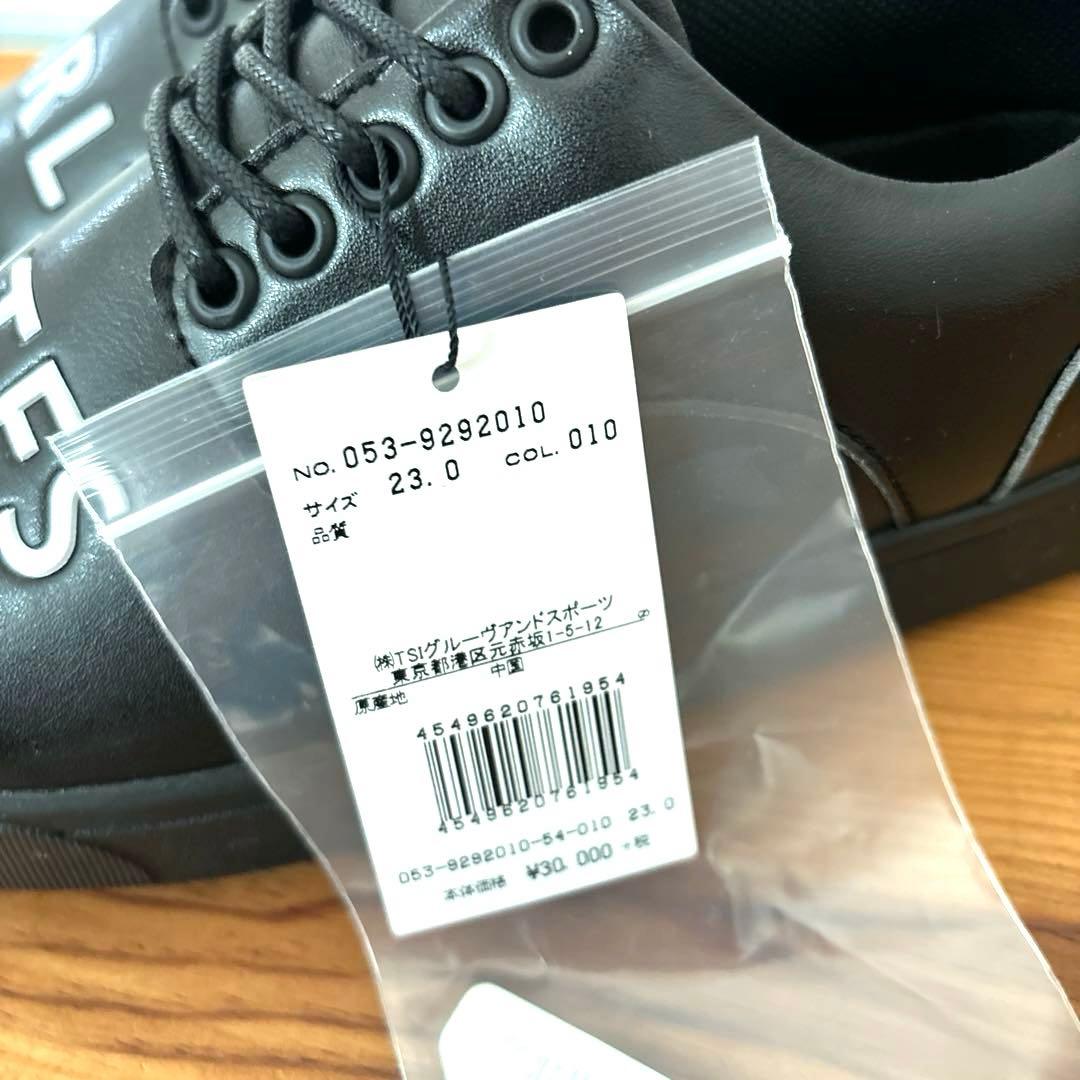 RL
TES
NO. 053-9292010
サイズ 23.0 COL. 010
品質
㈱TSIグルーヴアンドスポーツ
東京都港区元赤坂1-5-12
原産地 中国
4549620761954
4549620761954
053-9292010-54-010 23.0
本体価格 ¥30,000 +税